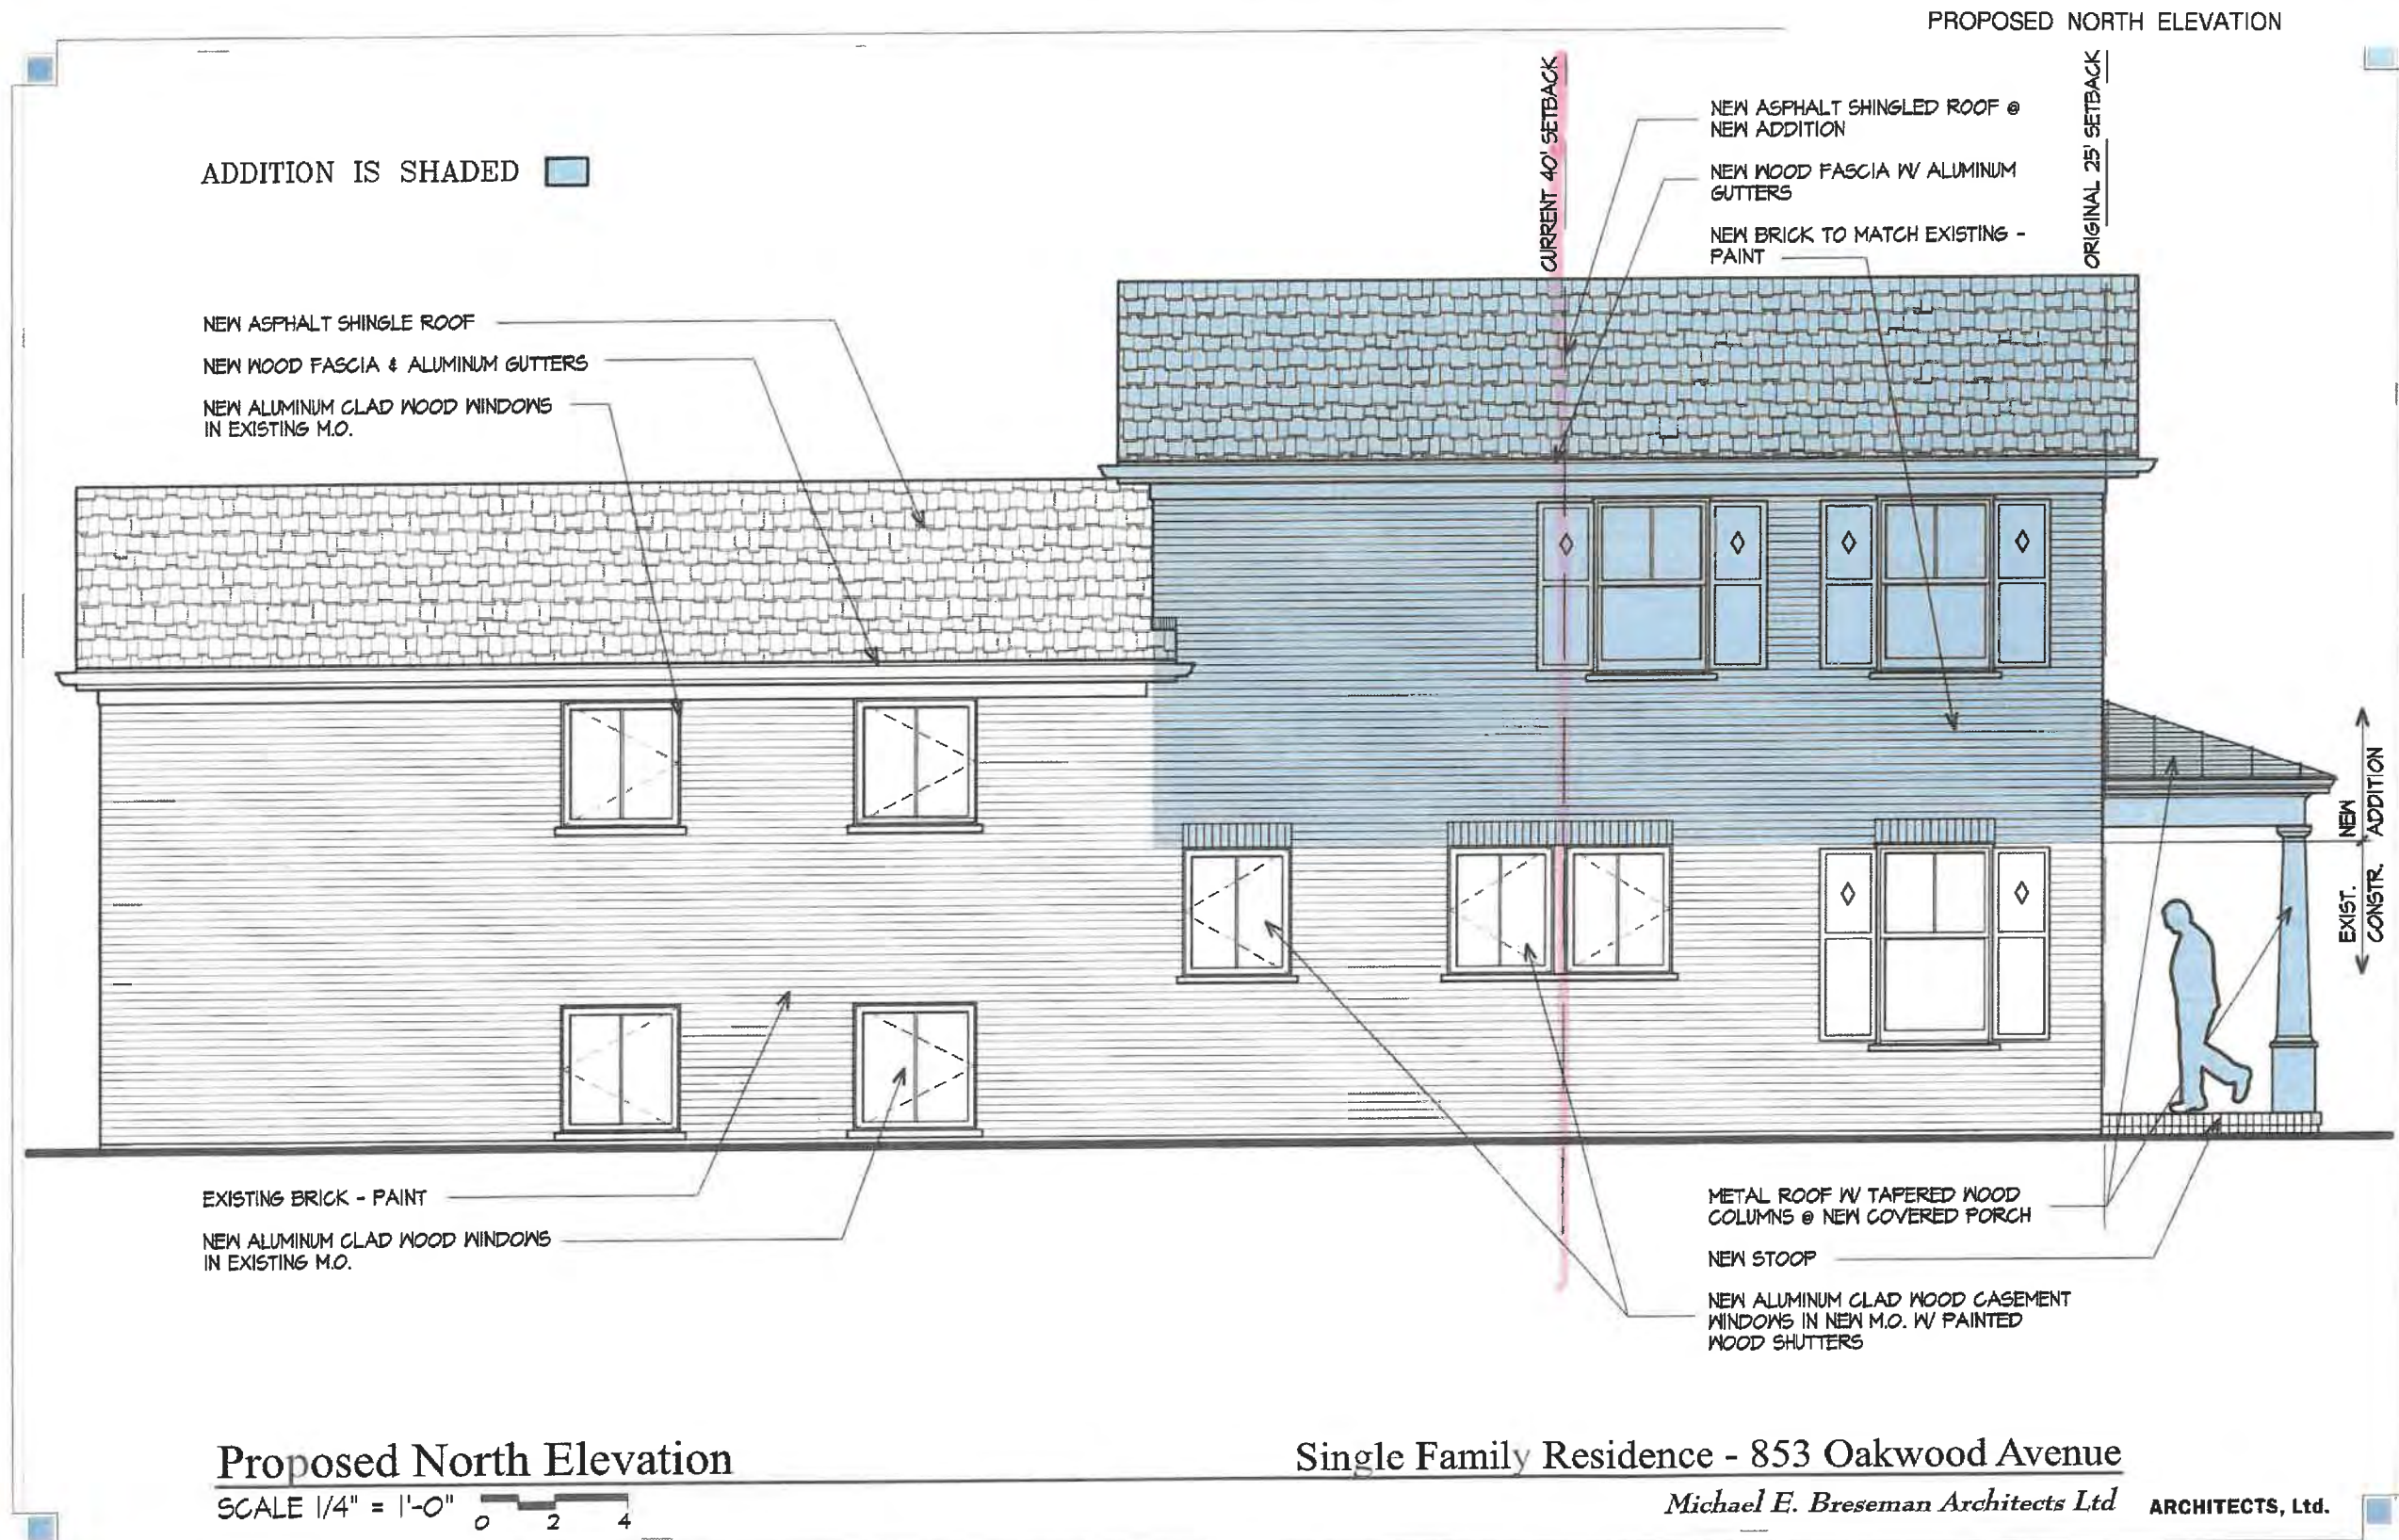 PROPOSED NORTH ELEVATION
CURRENT 40' SETBACK
ORIGINAL 25' SETBACK
ADDITION IS SHADED
NEW ASPHALT SHINGLED ROOF @
NEW ADDITION
NEW WOOD FASCIA W/ ALUMINUM
GUTTERS
NEW BRICK TO MATCH EXISTING -
PAINT
NEW ASPHALT SHINGLE ROOF
NEW WOOD FASCIA & ALUMINUM GUTTERS
NEW ALUMINUM CLAD WOOD WINDOWS
IN EXISTING M.O.
NEW
ADDITION
EXIST.
CONSTR.
EXISTING BRICK - PAINT
NEW ALUMINUM CLAD WOOD WINDOWS
IN EXISTING M.O.
METAL ROOF W/ TAPERED WOOD
COLUMNS @ NEW COVERED PORCH
NEW STOOP
NEW ALUMINUM CLAD WOOD CASEMENT
WINDOWS IN NEW M.O. W/ PAINTED
WOOD SHUTTERS
Proposed North Elevation
SCALE 1/4" = 1'-0"
0 2 4
Single Family Residence - 853 Oakwood Avenue
Michael E. Breseman Architects Ltd ARCHITECTS, Ltd.